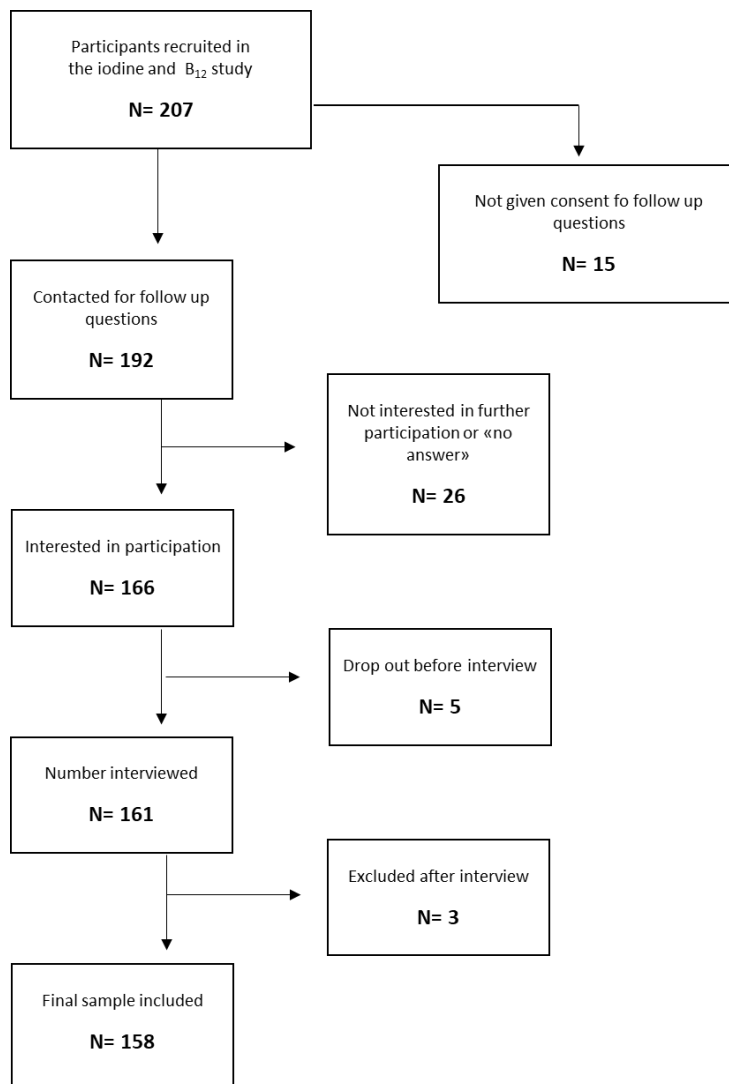 Participants recruited in
the iodine and B₁₂ study
N= 207
Not given consent fo follow up
questions
N= 15
Contacted for follow up
questions
N= 192
Not interested in further
participation or «no
answer»
N= 26
Interested in participation
N= 166
Drop out before interview
N= 5
Number interviewed
N= 161
Excluded after interview
N= 3
Final sample included
N= 158